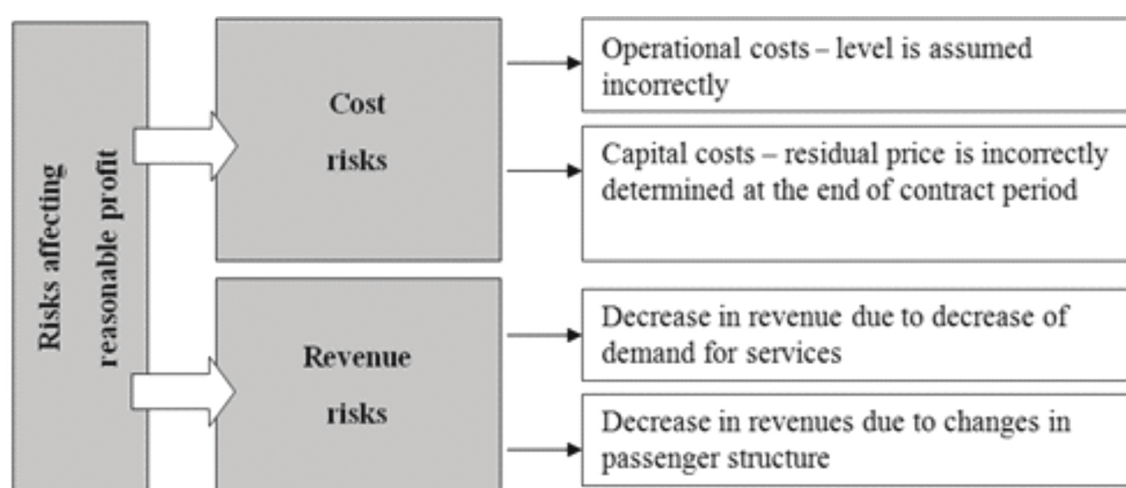 Risks affecting
reasonable profit
Cost
risks
Operational costs – level is assumed
incorrectly
Capital costs – residual price is incorrectly
determined at the end of contract period
Revenue
risks
Decrease in revenue due to decrease of
demand for services
Decrease in revenues due to changes in
passenger structure